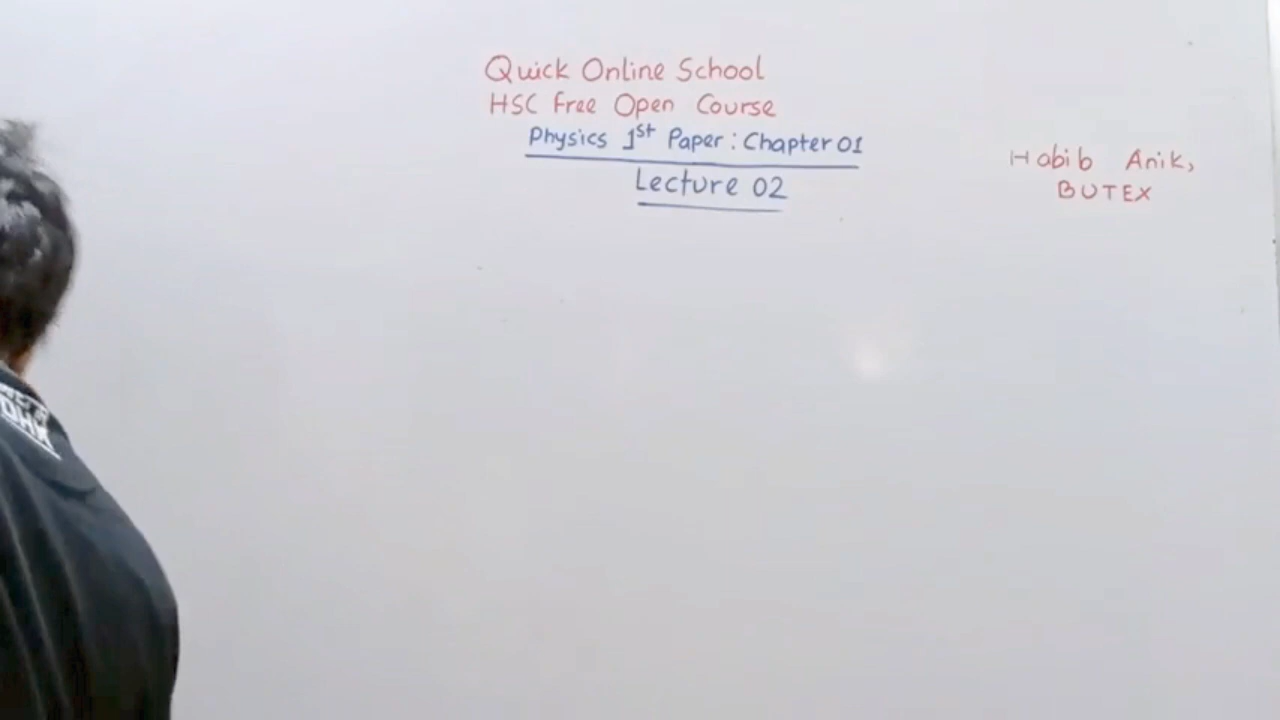 Quick Online School
HSC Free Open Course
Physics 1st Paper : Chapter 01
Lecture 02
Habib Anik,
BUTEX